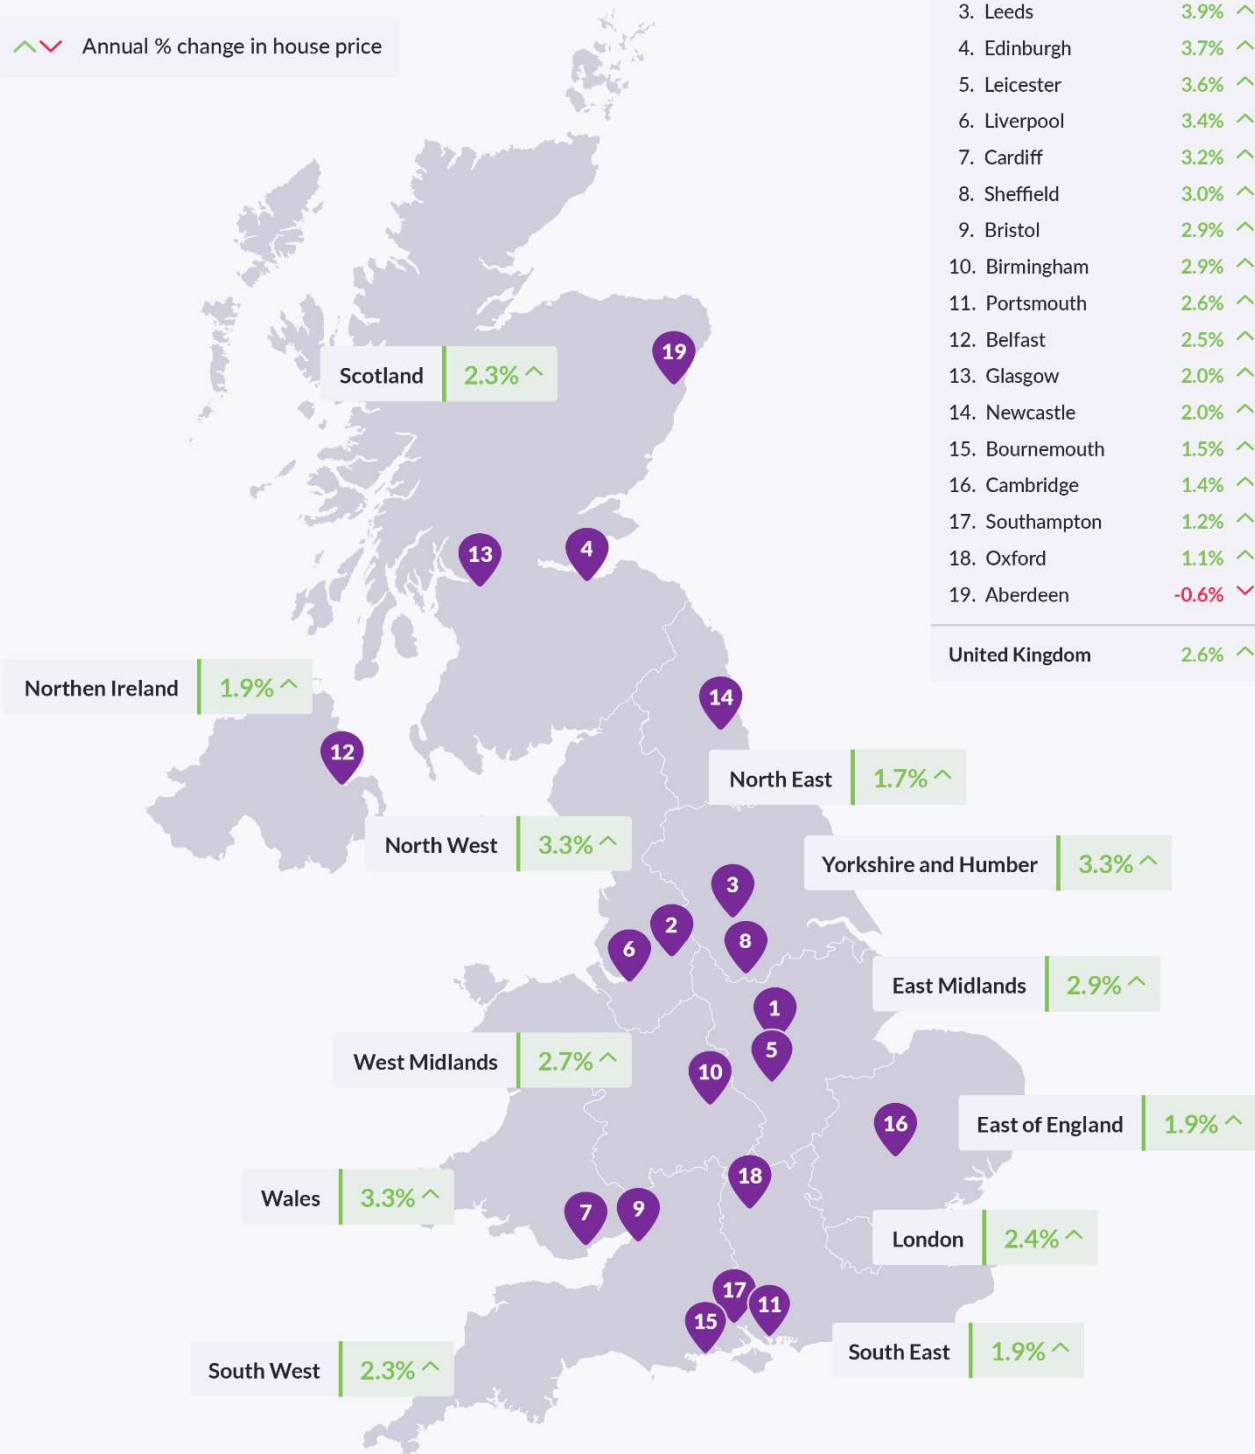 Annual % change in house price
3. Leeds 3.9%
4. Edinburgh 3.7%
5. Leicester 3.6%
6. Liverpool 3.4%
7. Cardiff 3.2%
8. Sheffield 3.0%
9. Bristol 2.9%
10. Birmingham 2.9%
11. Portsmouth 2.6%
12. Belfast 2.5%
13. Glasgow 2.0%
14. Newcastle 2.0%
15. Bournemouth 1.5%
16. Cambridge 1.4%
17. Southampton 1.2%
18. Oxford 1.1%
19. Aberdeen -0.6%
United Kingdom 2.6%
19
Scotland 2.3%
13
4
Northen Ireland 1.9%
14
12
North East 1.7%
North West 3.3%
Yorkshire and Humber 3.3%
3
2
8
6
East Midlands 2.9%
1
5
West Midlands 2.7%
10
16
East of England 1.9%
18
Wales 3.3%
7
9
London 2.4%
17
11
15
South East 1.9%
South West 2.3%